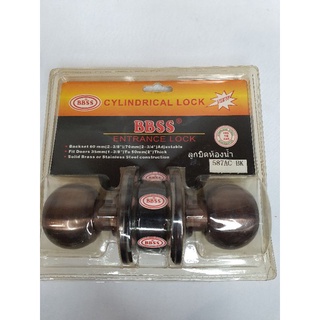 BBSS
CYLINDRICAL LOCK
BBSS
ENTRANCE LOCK
Backset 60 mm(2-3/8")/70mm(2-3/4")Adjustable
Fit Doors 35mm(1-3/8")To 50mm(2")Thick
Solid Brass or Stainless Steel construction
ลูกบิดห้องน้ำ
587AC BK
BBSS
BBSS
BBSS